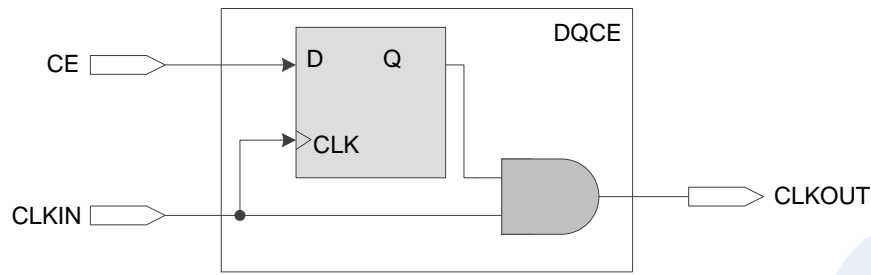 DQCE
CE
D Q
CLK
CLKIN
CLKOUT